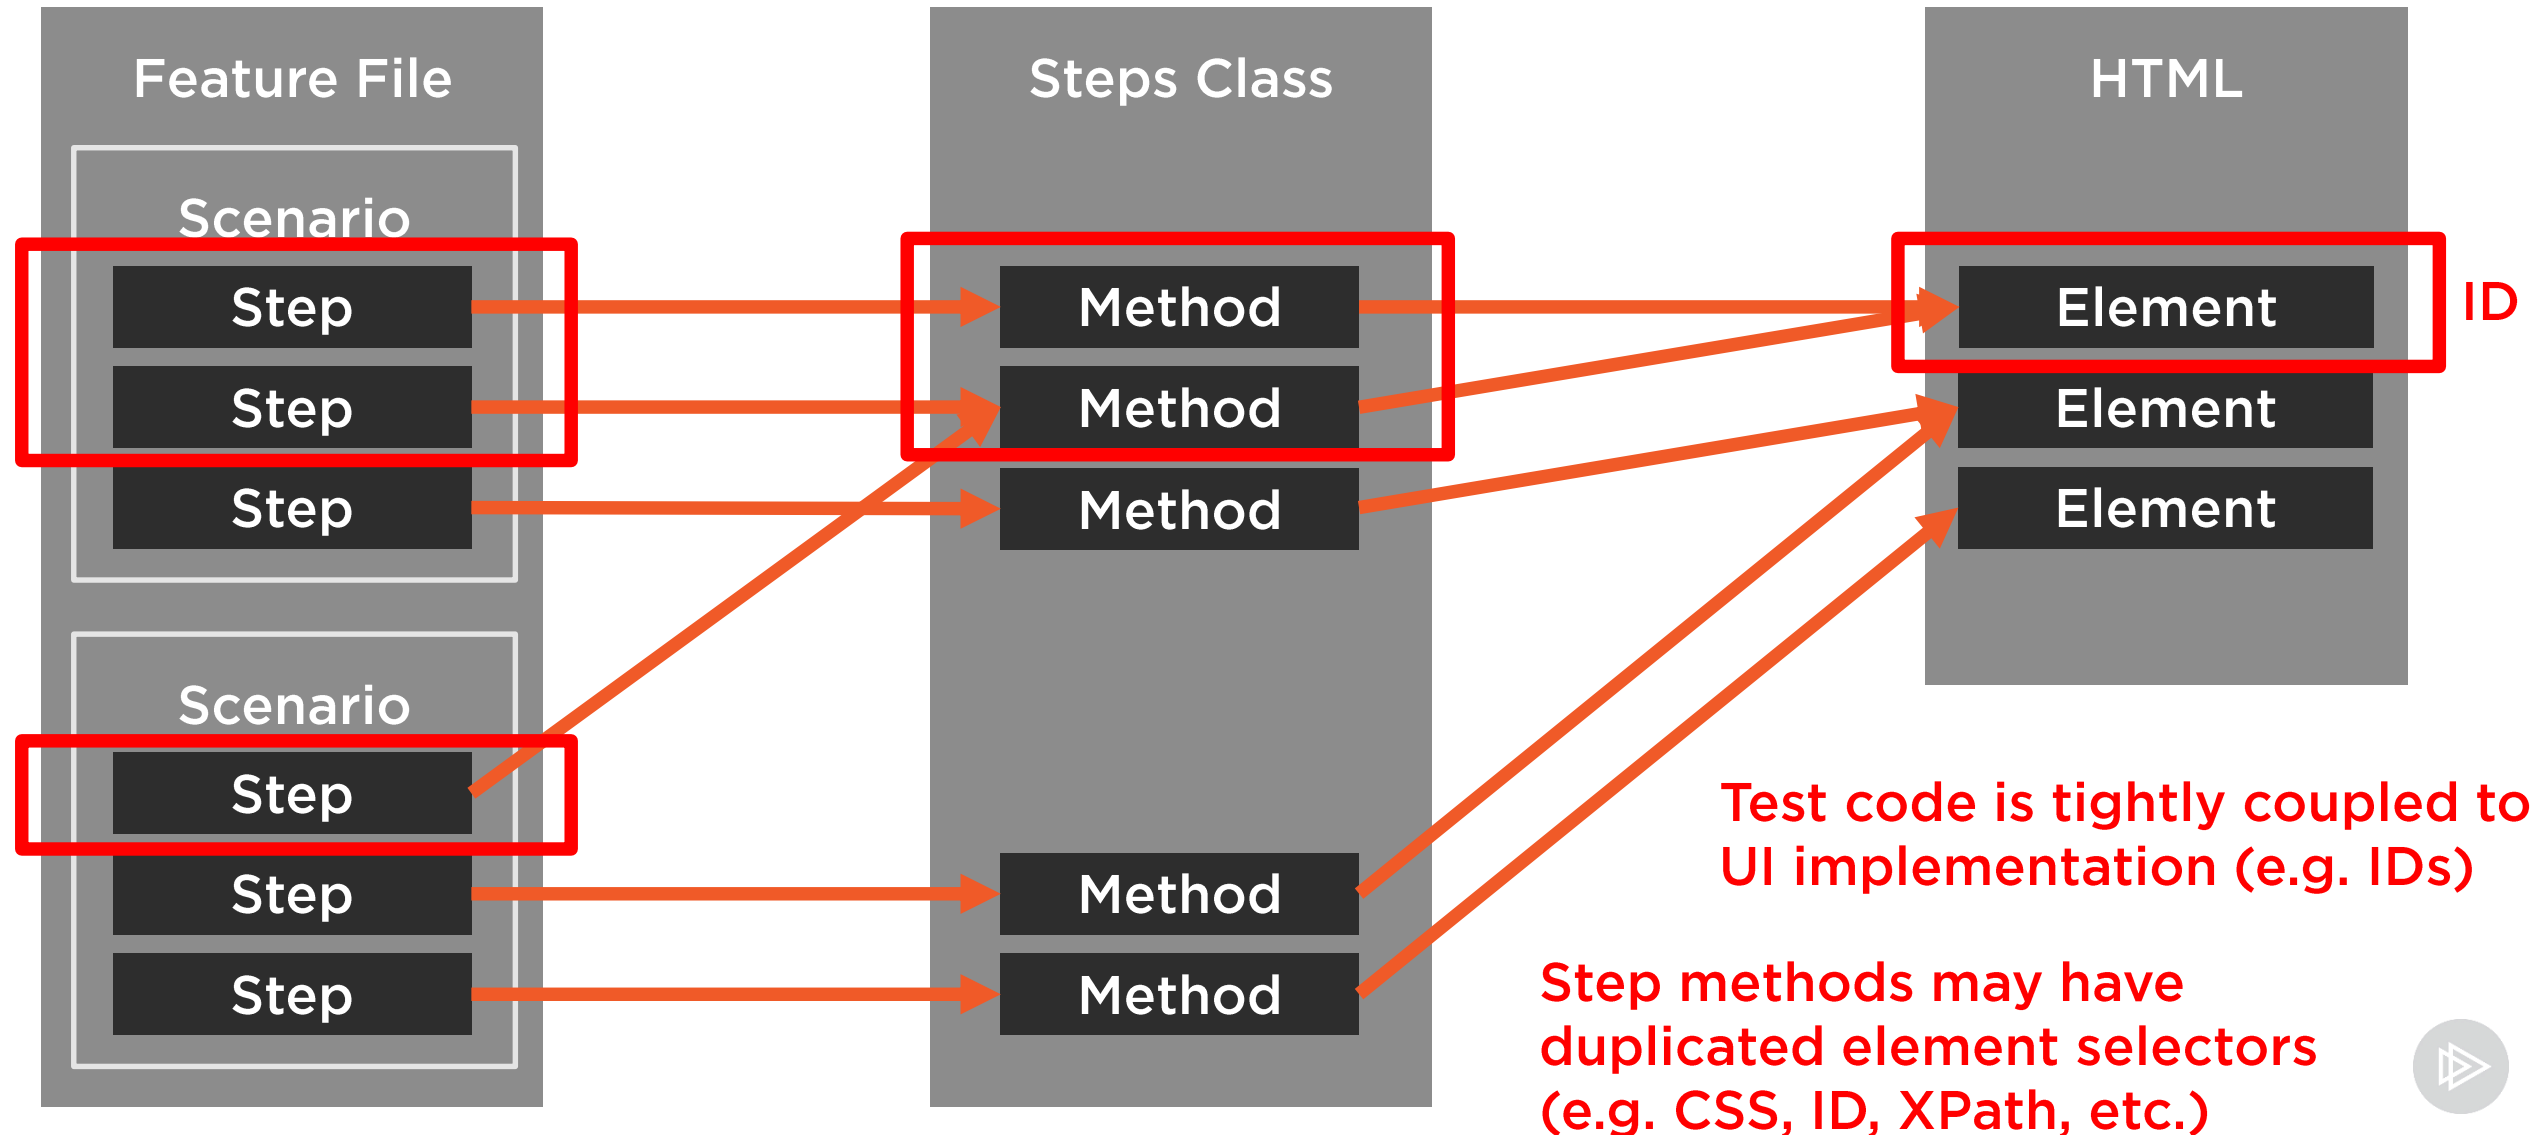 Feature File
Scenario
Step
Step
Step
Scenario
Step
Step
Step
Steps Class
Method
Method
Method
Method
Method
HTML
Element
Element
Element
ID
Test code is tightly coupled to
UI implementation (e.g. IDs)
Step methods may have
duplicated element selectors
(e.g. CSS, ID, XPath, etc.)